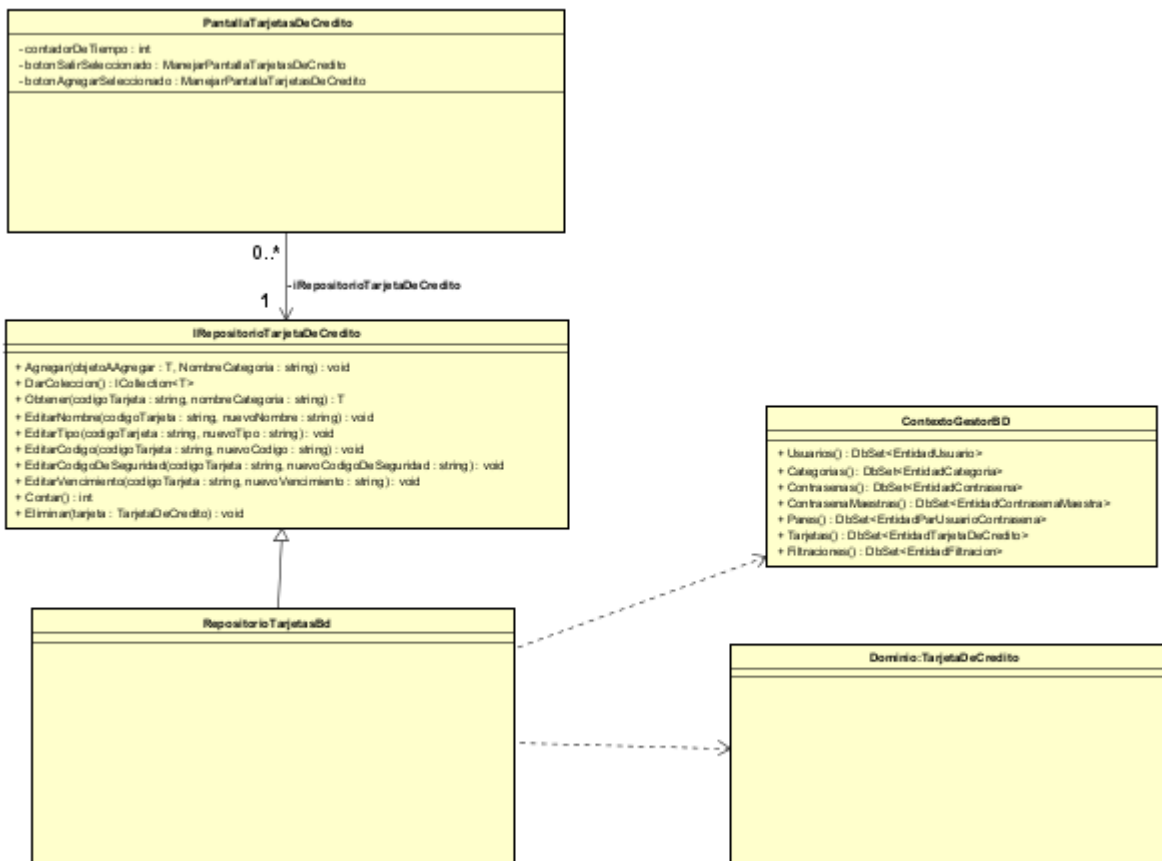 PantallaTarjetasDeCredito
- contadorDeTiempo : int
- botonSalirSeleccionado : ManejarPantallaTarjetasDeCredito
- botonAgregarSeleccionado : ManejarPantallaTarjetasDeCredito
0..*
- iRepositorioTarjetaDeCredito
1
IRepositorioTarjetaDeCredito
+ Agregar(objetoAAgregar : T, NombreCategoria : string) : void
+ DarColeccion() : ICollection<T>
+ Obtener(codigoTarjeta : string, nombreCategoria : string) : T
+ EditarNombre(codigoTarjeta : string, nuevoNombre : string) : void
+ EditarTipo(codigoTarjeta : string, nuevoTipo : string) : void
+ EditarCodigo(codigoTarjeta : string, nuevoCodigo : string) : void
+ EditarCodigoDeSeguridad(codigoTarjeta : string, nuevoCodigoDeSeguridad : string) : void
+ EditarVencimiento(codigoTarjeta : string, nuevoVencimiento : string) : void
+ Contar() : int
+ Eliminar(tarjeta : TarjetaDeCredito) : void
ContextoGestorBD
+ Usuarios() : DbSet<EntidadUsuario>
+ Categorias() : DbSet<EntidadCategoria>
+ Contrasenas() : DbSet<EntidadContrasena>
+ ContrasenaMaestras() : DbSet<EntidadContrasenaMaestra>
+ Pares() : DbSet<EntidadParUsuarioContrasena>
+ Tarjetas() : DbSet<EntidadTarjetaDeCredito>
+ Filtraciones() : DbSet<EntidadFiltracion>
RepositorioTarjetasBd
Dominio:TarjetaDeCredito